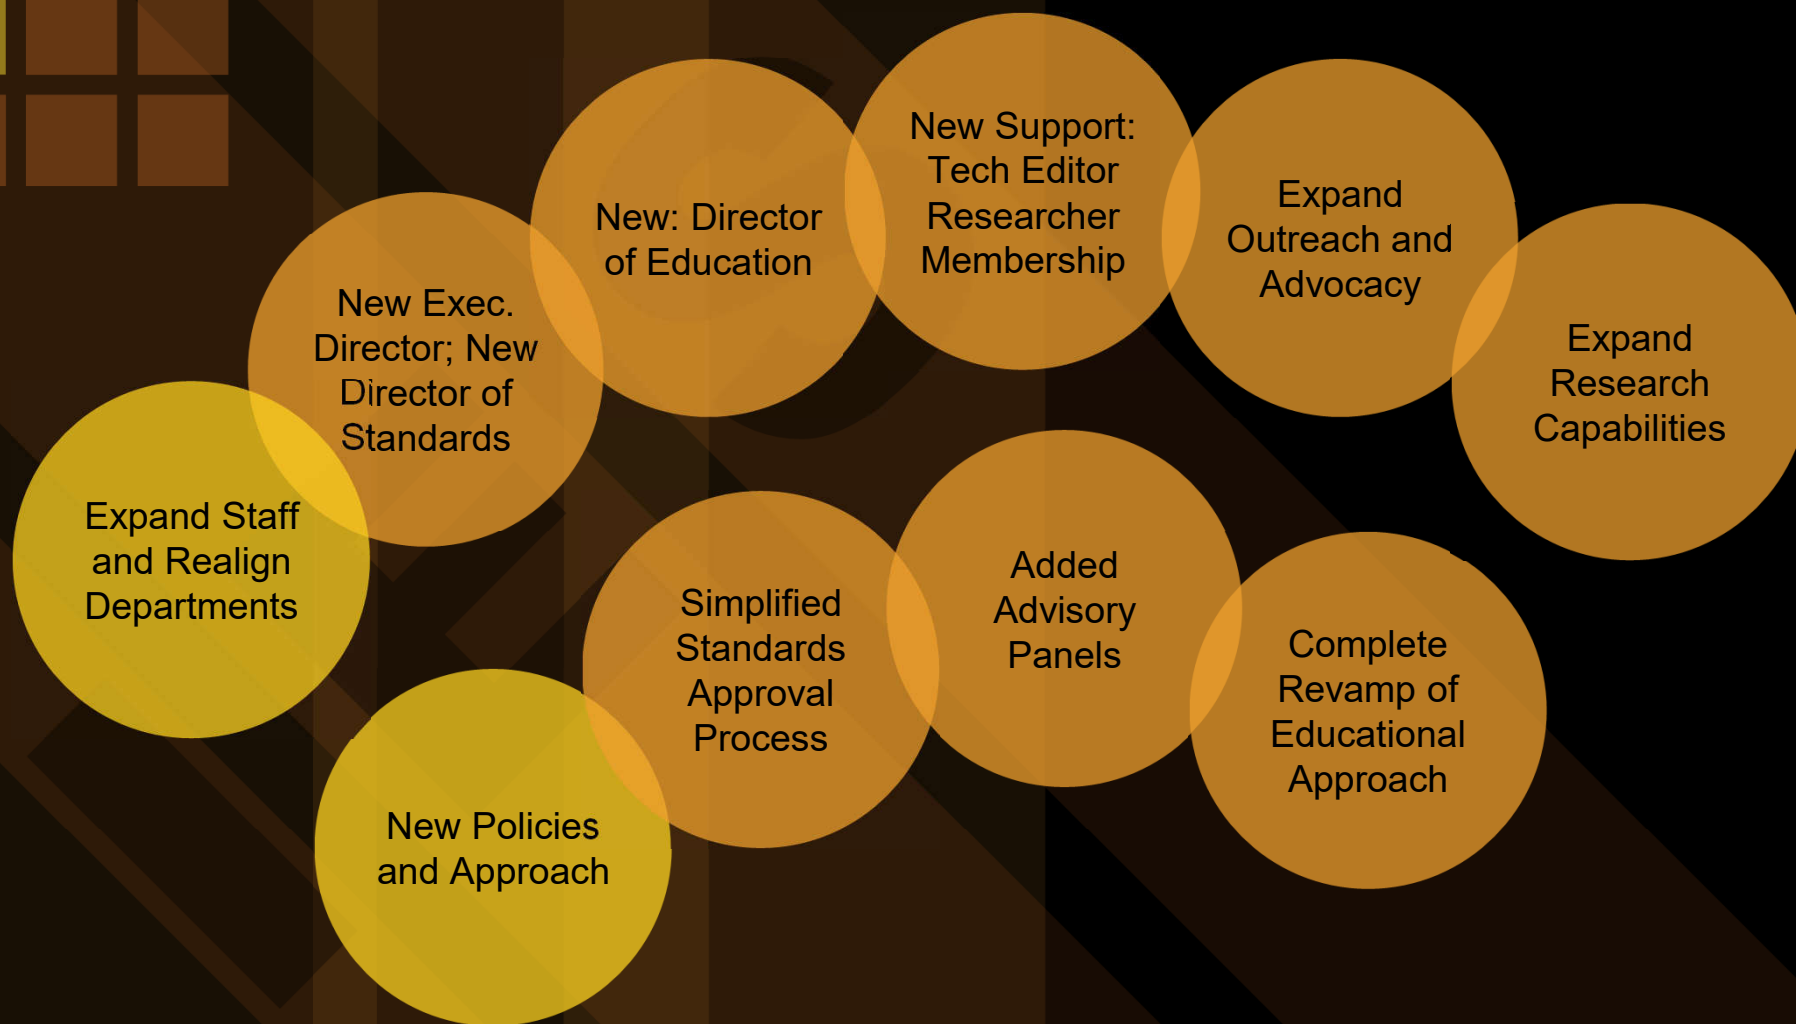 Expand Staff
and Realign
Departments
New Exec.
Director; New
Director of
Standards
New: Director
of Education
New Support:
Tech Editor
Researcher
Membership
Expand
Outreach and
Advocacy
Expand
Research
Capabilities
New Policies
and Approach
Simplified
Standards
Approval
Process
Added
Advisory
Panels
Complete
Revamp of
Educational
Approach